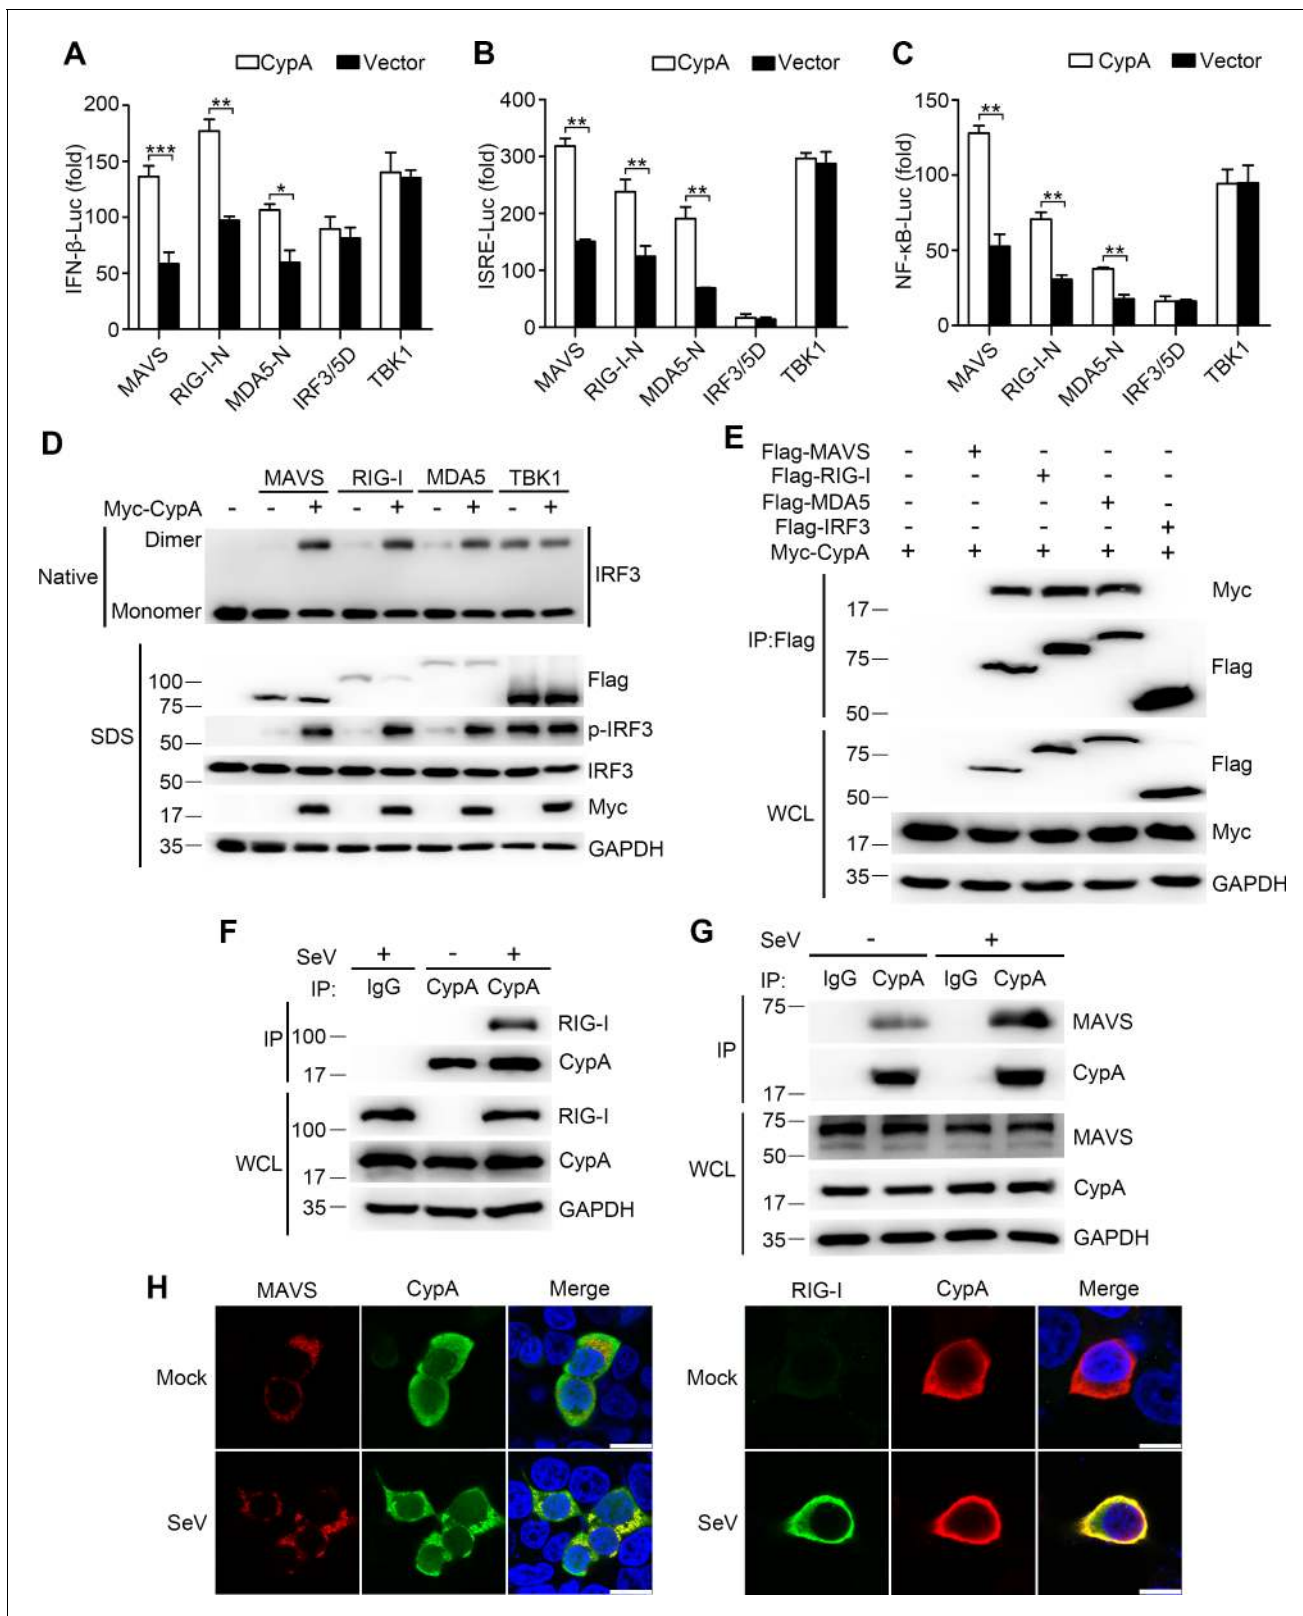 A
CypA Vector
IFN-β-Luc (fold)
200
150
100
50
0
*** ** *
MAVS RIG-I-N MDA5-N IRF3/5D TBK1
B
CypA Vector
ISRE-Luc (fold)
400
300
200
100
0
** ** **
MAVS RIG-I-N MDA5-N IRF3/5D TBK1
C
CypA Vector
NF-κB-Luc (fold)
150
100
50
0
** ** **
MAVS RIG-I-N MDA5-N IRF3/5D TBK1
D
MAVS RIG-I MDA5 TBK1
Myc-CypA - - + - + - + - +
Native
Dimer
Monomer
IRF3
SDS
100
75
Flag
50
p-IRF3
50
IRF3
17
Myc
35
GAPDH
E
Flag-MAVS - + - - -
Flag-RIG-I - - + - -
Flag-MDA5 - - - + -
Flag-IRF3 - - - - +
Myc-CypA + + + + +
IP:Flag
17
Myc
75
Flag
50
WCL
75
Flag
50
17
Myc
35
GAPDH
F
SeV + - +
IP: IgG CypA CypA
IP
100
RIG-I
17
CypA
WCL
100
RIG-I
17
CypA
35
GAPDH
G
SeV - +
IP: IgG CypA IgG CypA
IP
75
MAVS
17
CypA
WCL
75
MAVS
50
17
CypA
35
GAPDH
H
MAVS CypA Merge
Mock
SeV
RIG-I CypA Merge
Mock
SeV